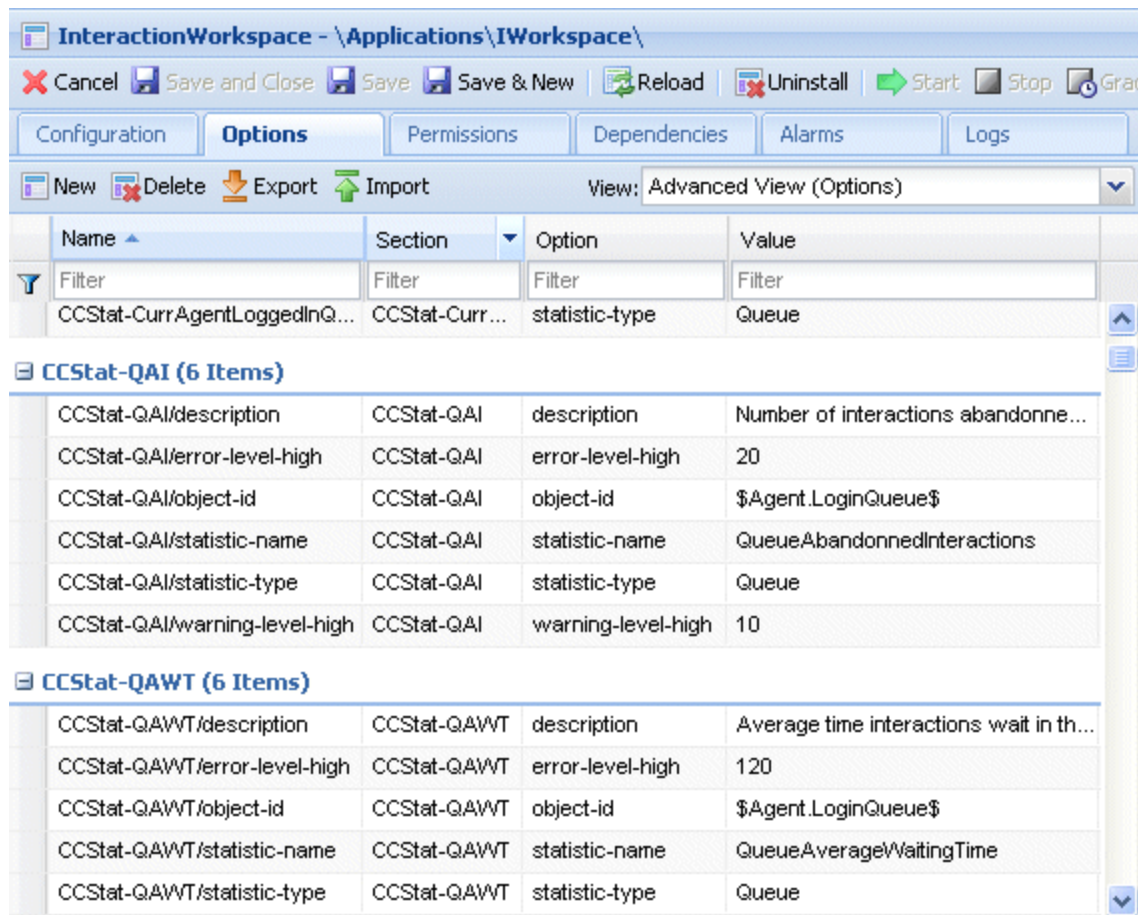 InteractionWorkspace - \Applications\IWorkspace\
Cancel Save and Close Save Save & New Reload Uninstall Start Stop Grac
Configuration Options Permissions Dependencies Alarms Logs
New Delete Export Import View: Advanced View (Options)
Name Section Option Value
Filter Filter Filter Filter
CCStat-CurrAgentLoggedInQ... CCStat-Curr... statistic-type Queue
CCStat-QAI (6 Items)
CCStat-QAI/description CCStat-QAI description Number of interactions abandonne...
CCStat-QAI/error-level-high CCStat-QAI error-level-high 20
CCStat-QAI/object-id CCStat-QAI object-id $Agent.LoginQueue$
CCStat-QAI/statistic-name CCStat-QAI statistic-name QueueAbandonnedInteractions
CCStat-QAI/statistic-type CCStat-QAI statistic-type Queue
CCStat-QAI/warning-level-high CCStat-QAI warning-level-high 10
CCStat-QAWT (6 Items)
CCStat-QAWT/description CCStat-QAWT description Average time interactions wait in th...
CCStat-QAWT/error-level-high CCStat-QAWT error-level-high 120
CCStat-QAWT/object-id CCStat-QAWT object-id $Agent.LoginQueue$
CCStat-QAWT/statistic-name CCStat-QAWT statistic-name QueueAverageWaitingTime
CCStat-QAWT/statistic-type CCStat-QAWT statistic-type Queue